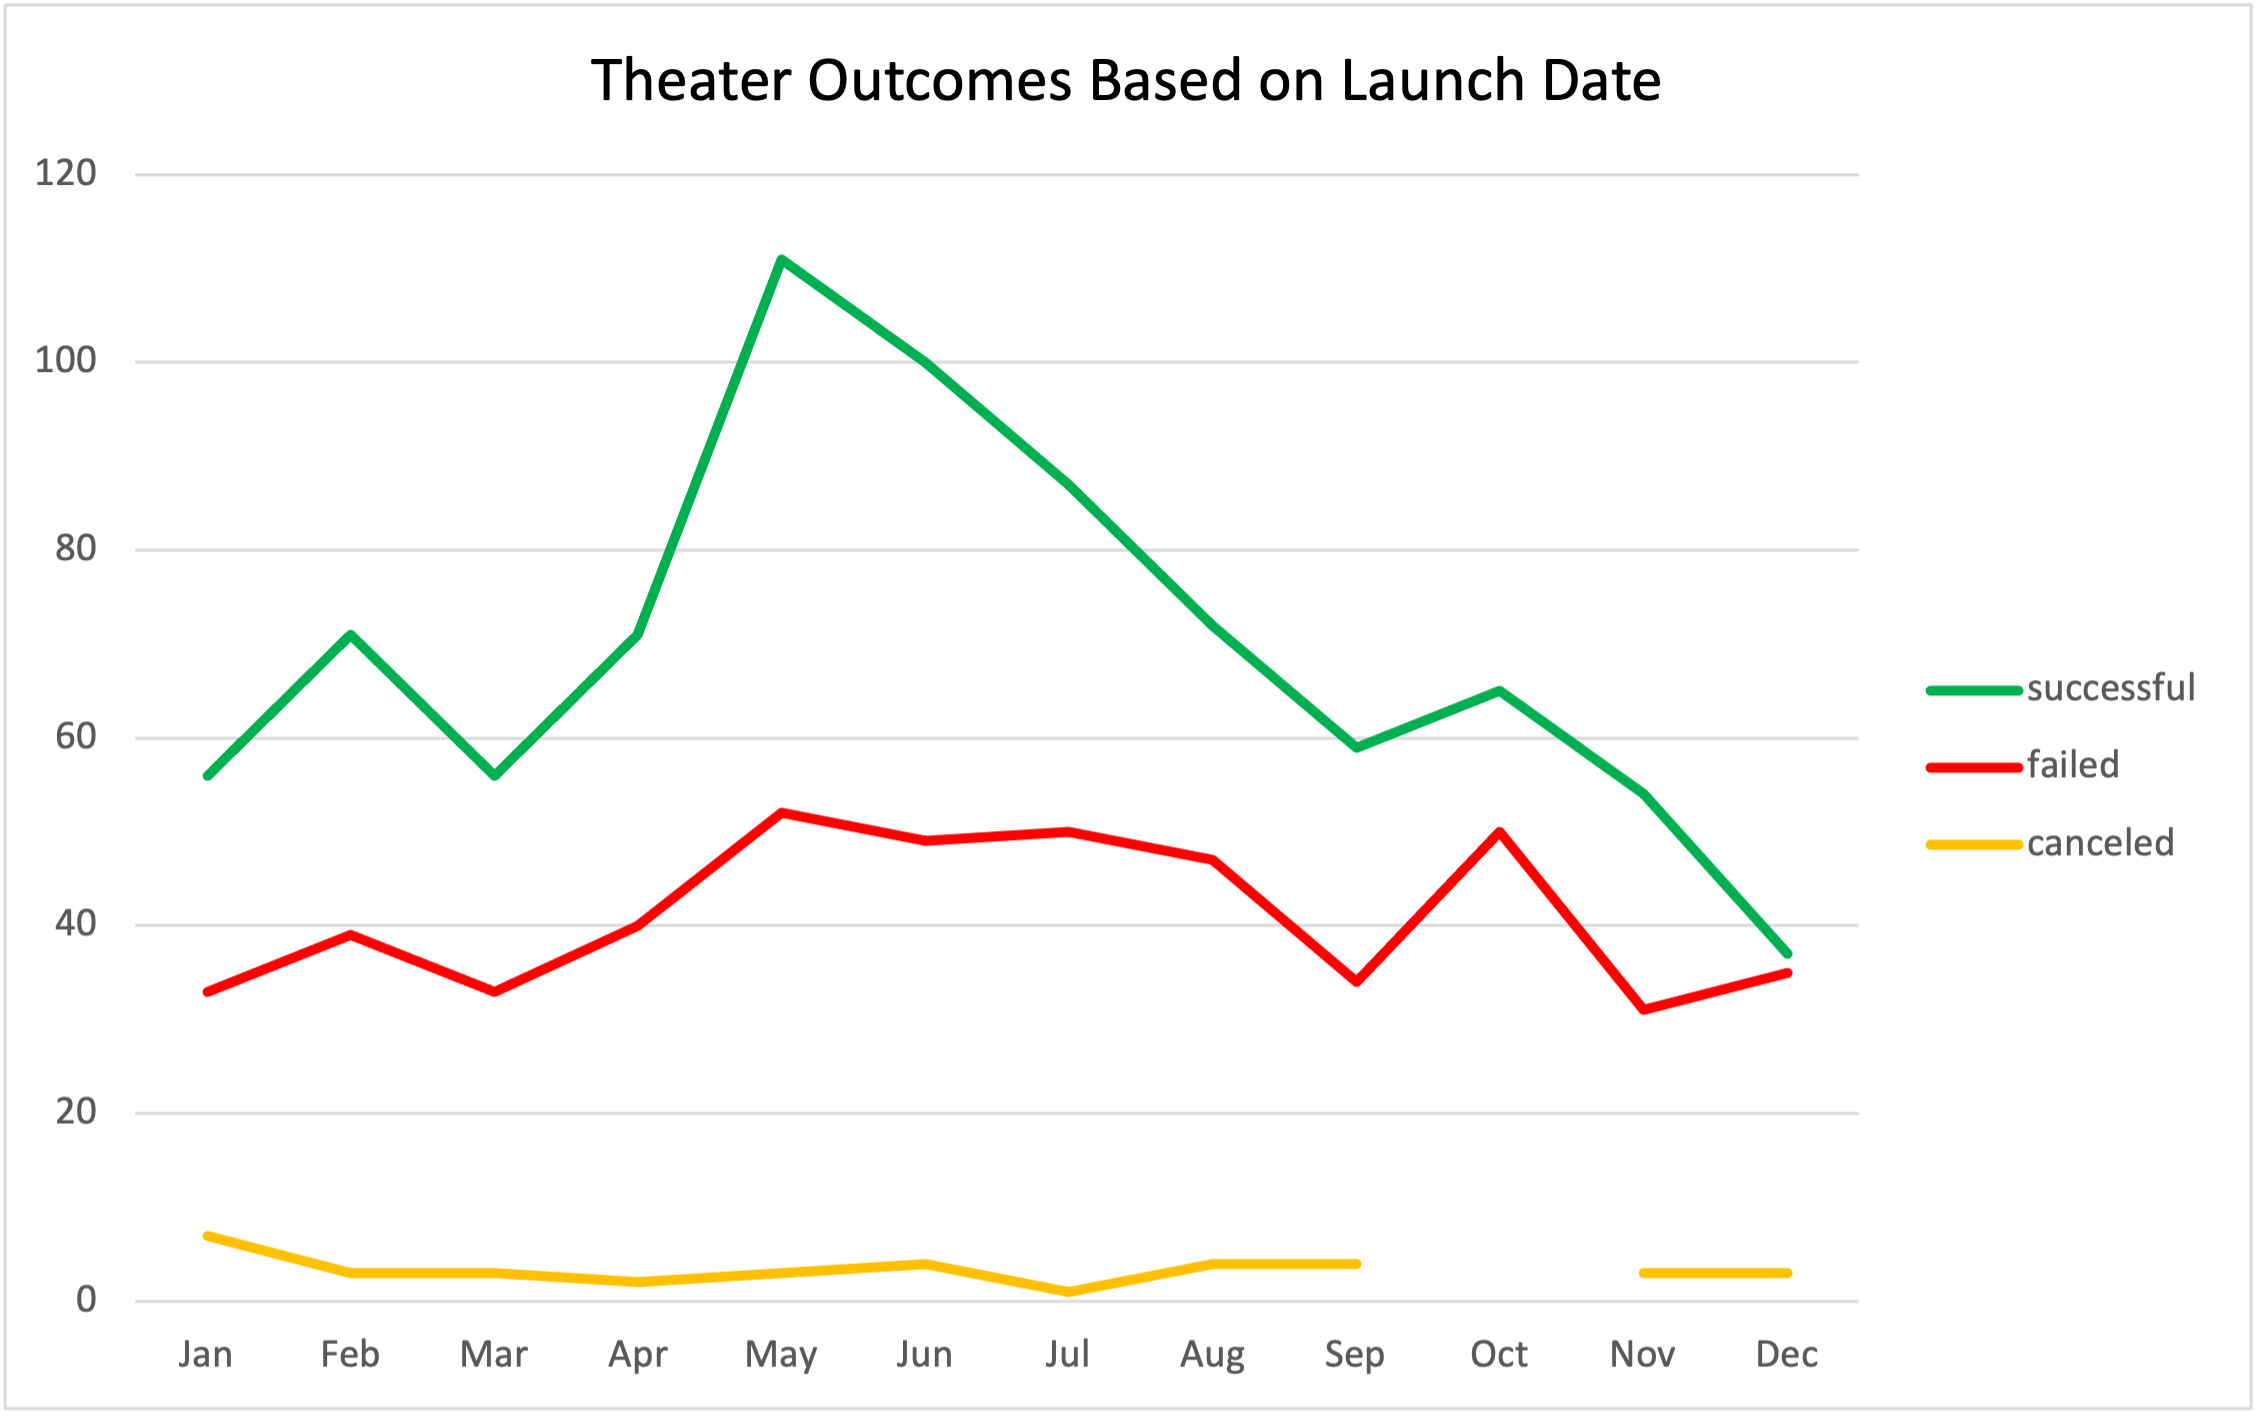 Theater Outcomes Based on Launch Date
120
100
80
60
40
20
0
Jan Feb Mar Apr May Jun Jul Aug Sep Oct Nov Dec
successful
failed
canceled